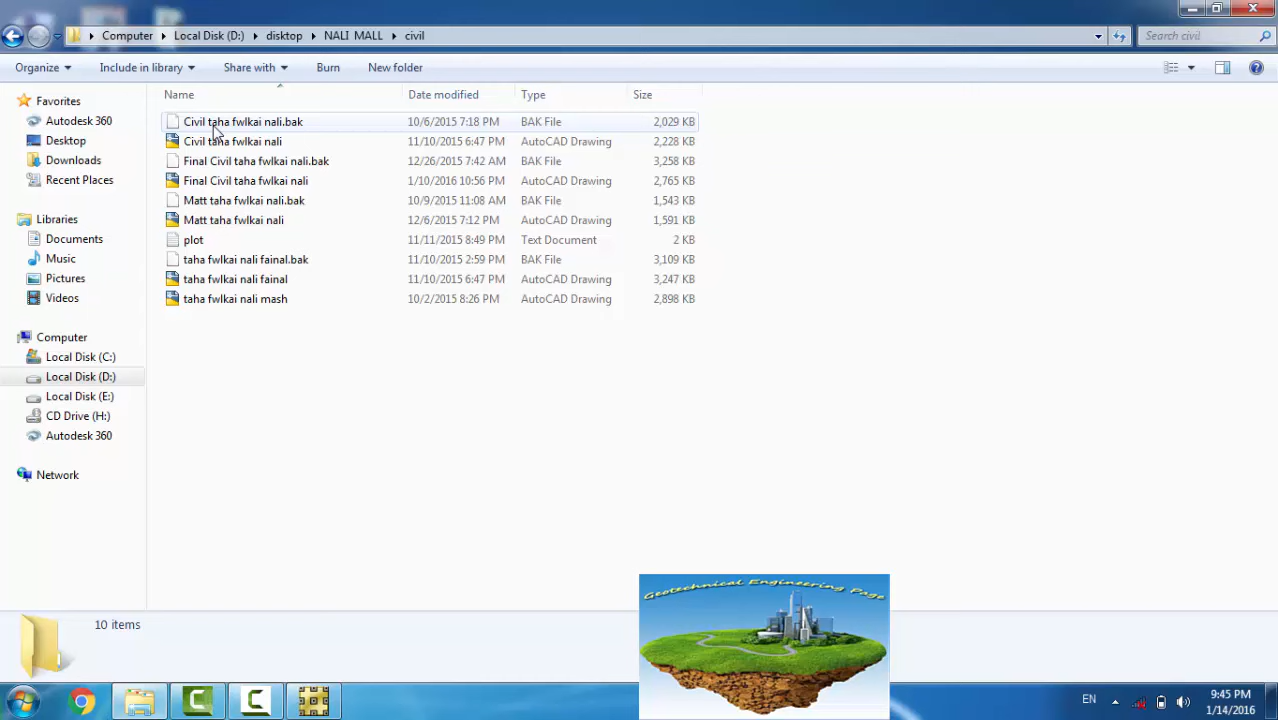 Computer ▸ Local Disk (D:) ▸ disktop ▸ NALI MALL ▸ civil
Search civil
Organize Include in library Share with Burn New folder
Name Date modified Type Size
Favorites
Autodesk 360
Desktop
Downloads
Recent Places
Libraries
Documents
Music
Pictures
Videos
Computer
Local Disk (C:)
Local Disk (D:)
Local Disk (E:)
CD Drive (H:)
Autodesk 360
Network
Civil taha fwlkai nali.bak 10/6/2015 7:18 PM BAK File 2,029 KB
Civil taha fwlkai nali 11/10/2015 6:47 PM AutoCAD Drawing 2,228 KB
Final Civil taha fwlkai nali.bak 12/26/2015 7:42 AM BAK File 3,258 KB
Final Civil taha fwlkai nali 1/10/2016 10:56 PM AutoCAD Drawing 2,765 KB
Matt taha fwlkai nali.bak 10/9/2015 11:08 AM BAK File 1,543 KB
Matt taha fwlkai nali 12/6/2015 7:12 PM AutoCAD Drawing 1,591 KB
plot 11/11/2015 8:49 PM Text Document 2 KB
taha fwlkai nali fainal.bak 11/10/2015 2:59 PM BAK File 3,109 KB
taha fwlkai nali fainal 11/10/2015 6:47 PM AutoCAD Drawing 3,247 KB
taha fwlkai nali mash 10/2/2015 8:26 PM AutoCAD Drawing 2,898 KB
10 items
Geotechnical Engineering Page
EN
9:45 PM
1/14/2016